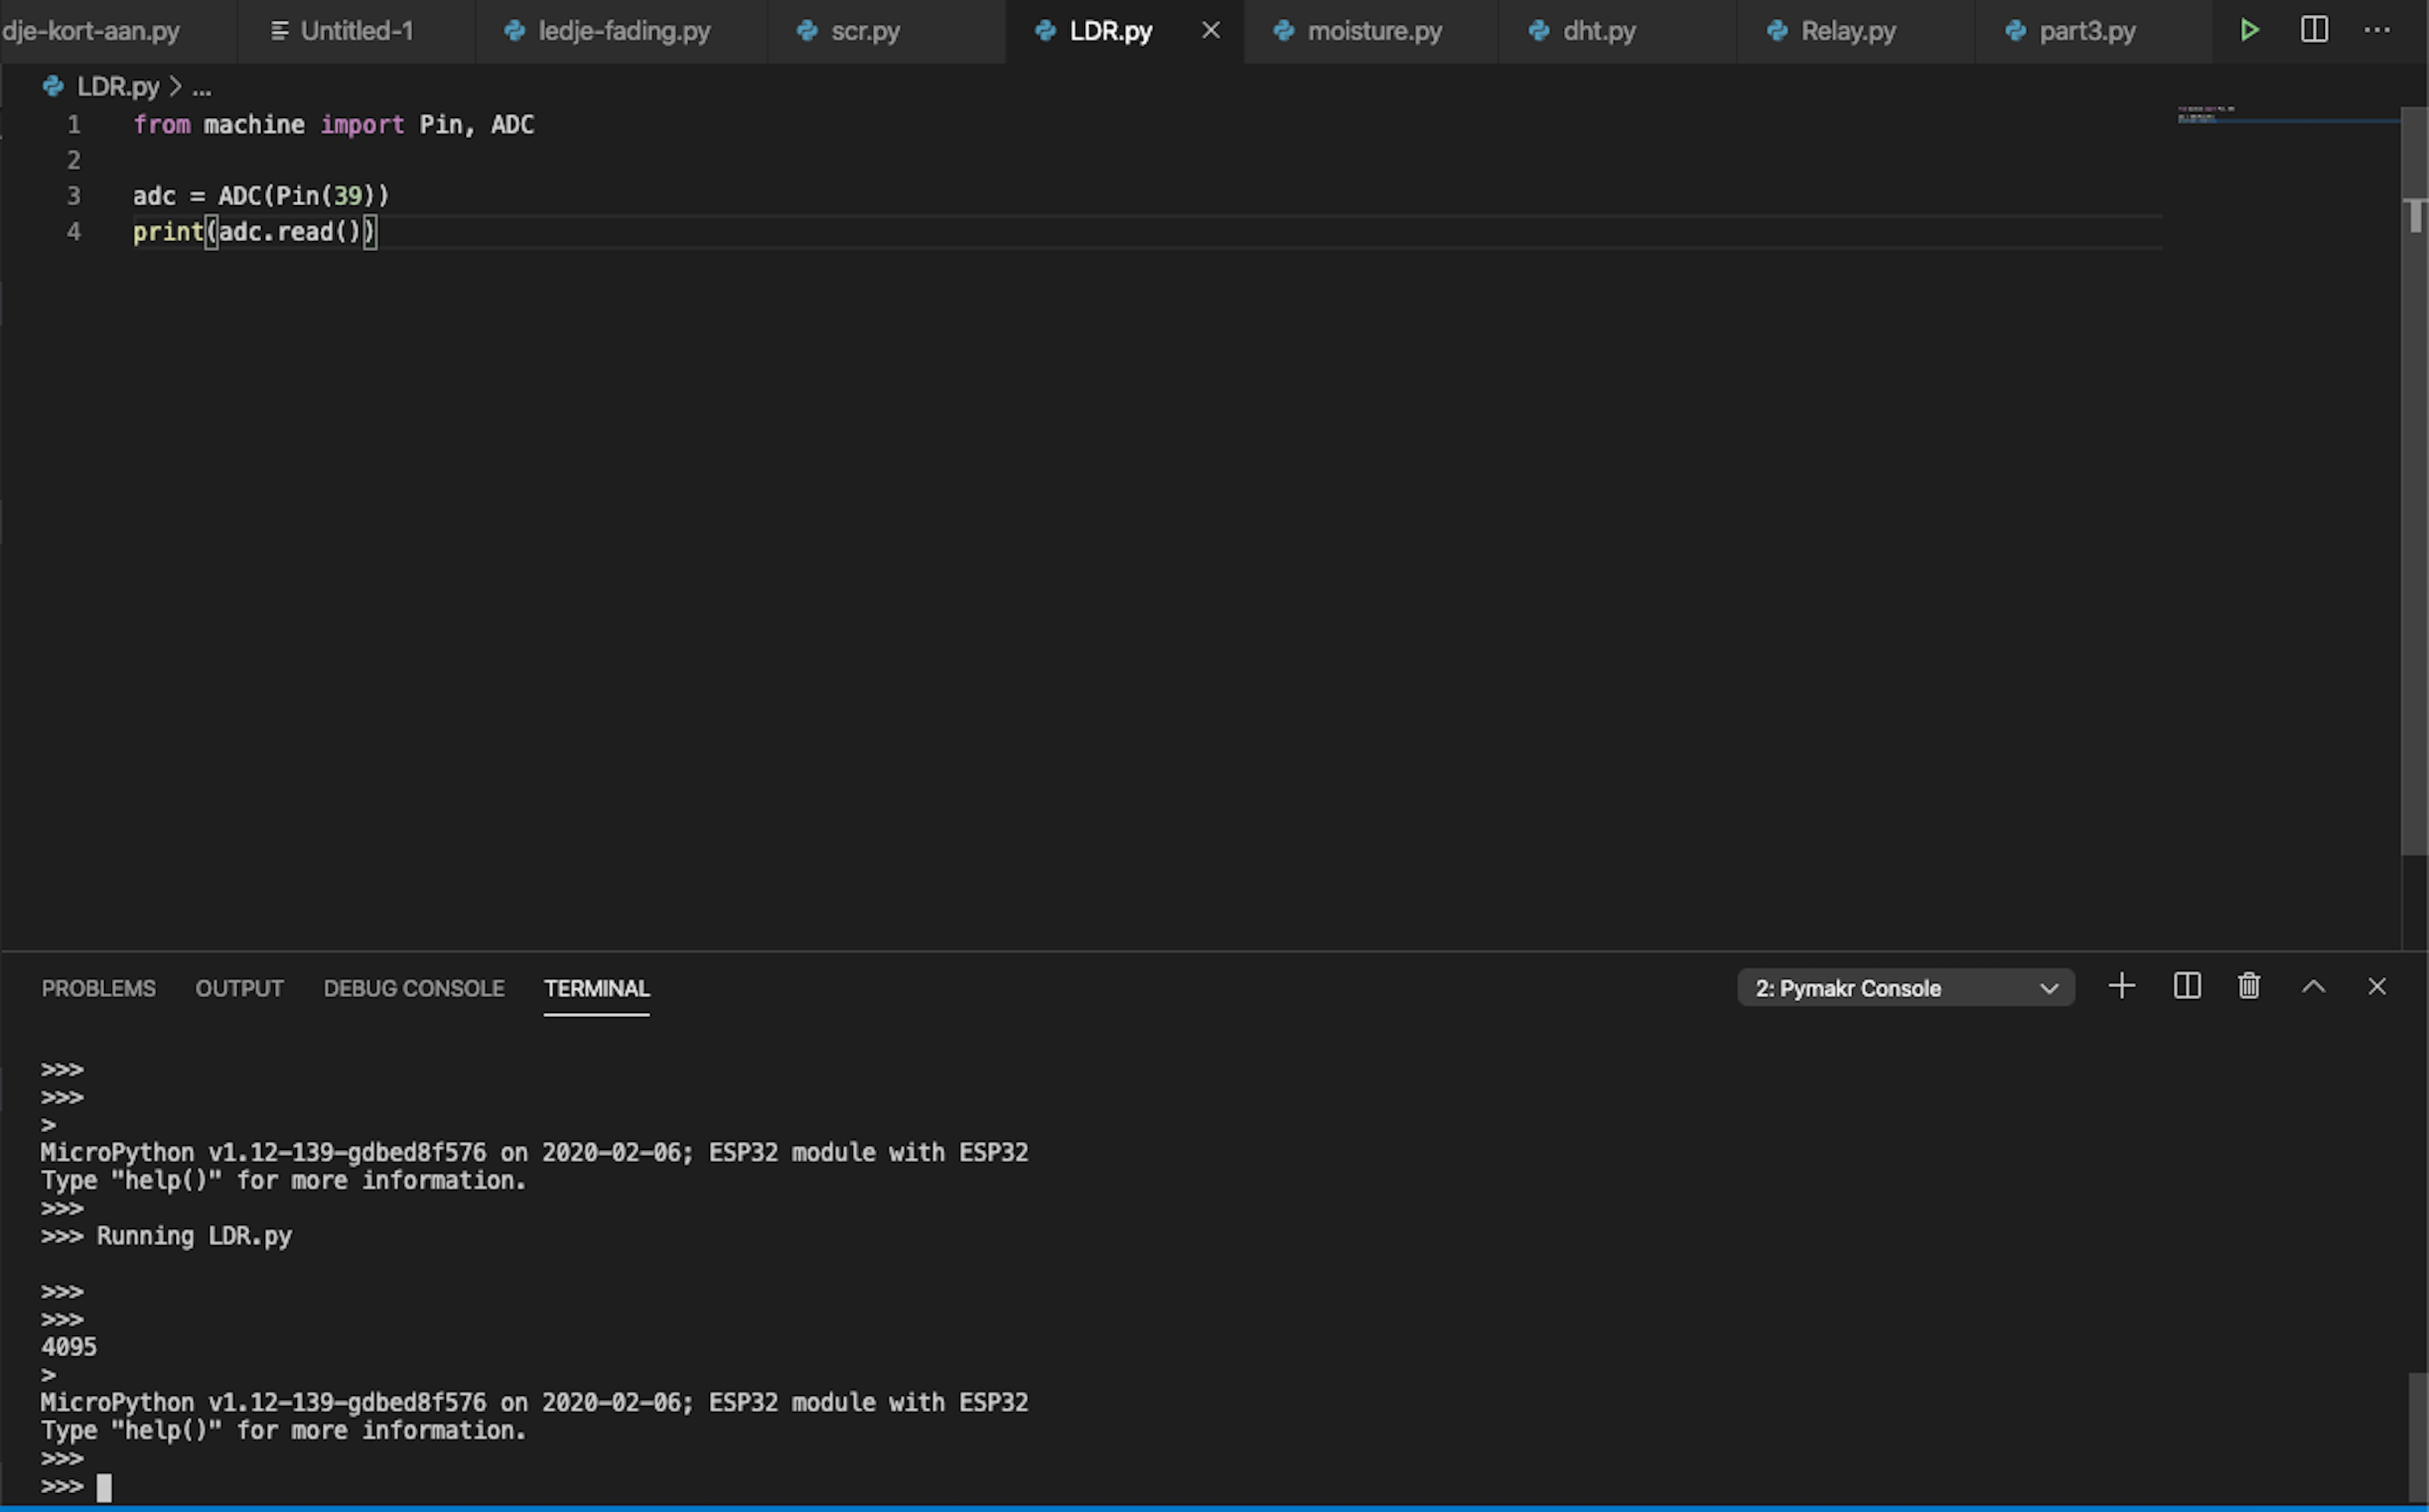 dje-kort-aan.py Untitled-1 ledje-fading.py scr.py LDR.py moisture.py dht.py Relay.py part3.py
LDR.py > ...
1 from machine import Pin, ADC
2
3 adc = ADC(Pin(39))
4 print(adc.read())
PROBLEMS OUTPUT DEBUG CONSOLE TERMINAL 2: Pymakr Console
>>>
>>>
>
MicroPython v1.12-139-gdbed8f576 on 2020-02-06; ESP32 module with ESP32
Type "help()" for more information.
>>>
>>> Running LDR.py
>>>
>>>
4095
>
MicroPython v1.12-139-gdbed8f576 on 2020-02-06; ESP32 module with ESP32
Type "help()" for more information.
>>>
>>>